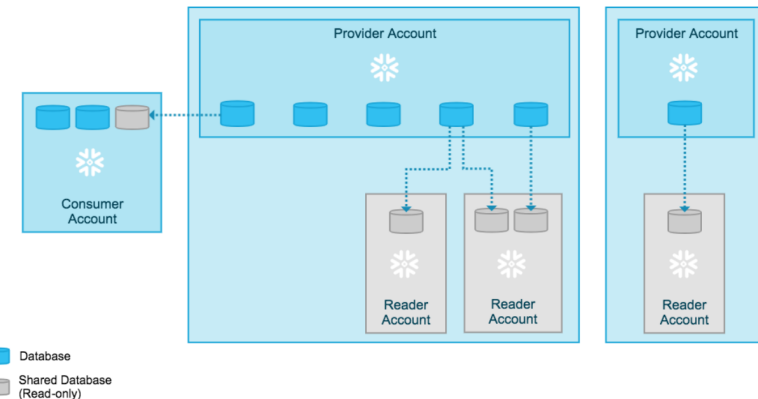 Provider Account
Provider Account
Consumer
Account
Reader
Account
Reader
Account
Reader
Account
Database
Shared Database
(Read-only)